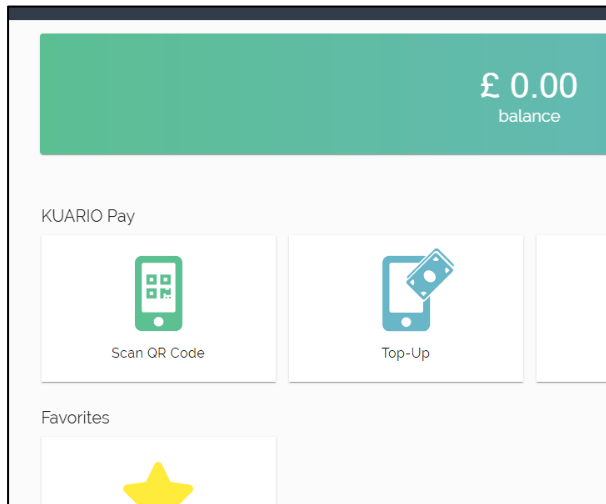 £ 0.00
balance
KUARIO Pay
Scan QR Code
Top-Up
Favorites